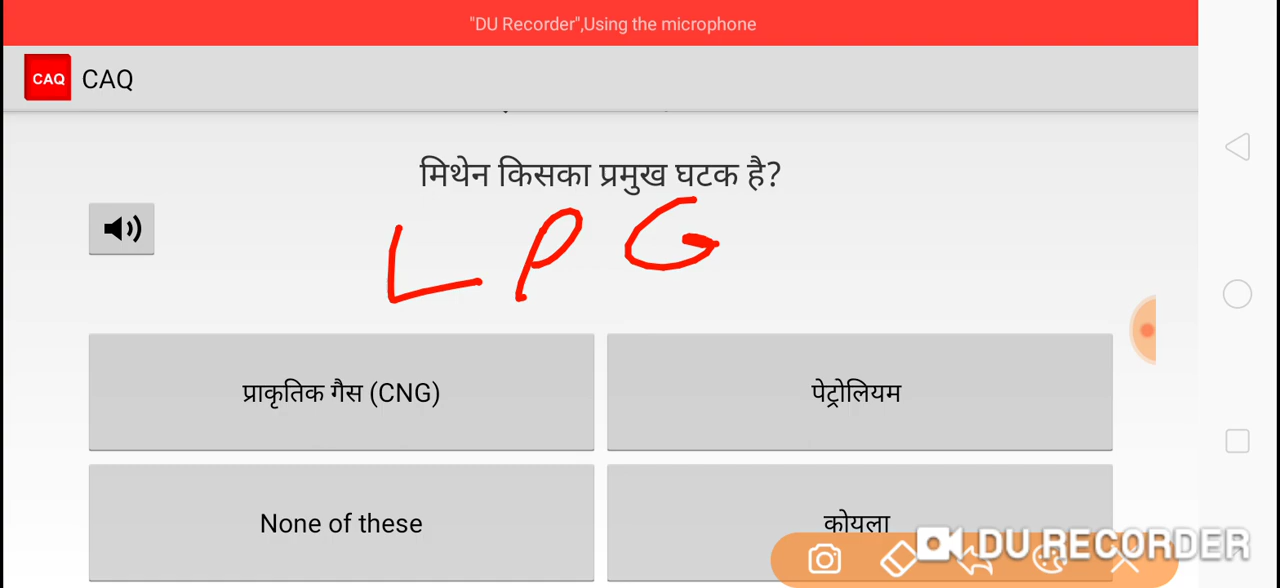 "DU Recorder",Using the microphone
CAQ CAQ
मिथेन किसका प्रमुख घटक है?
LPG
प्राकृतिक गैस (CNG)
पेट्रोलियम
None of these
कोयला
DU RECORDER